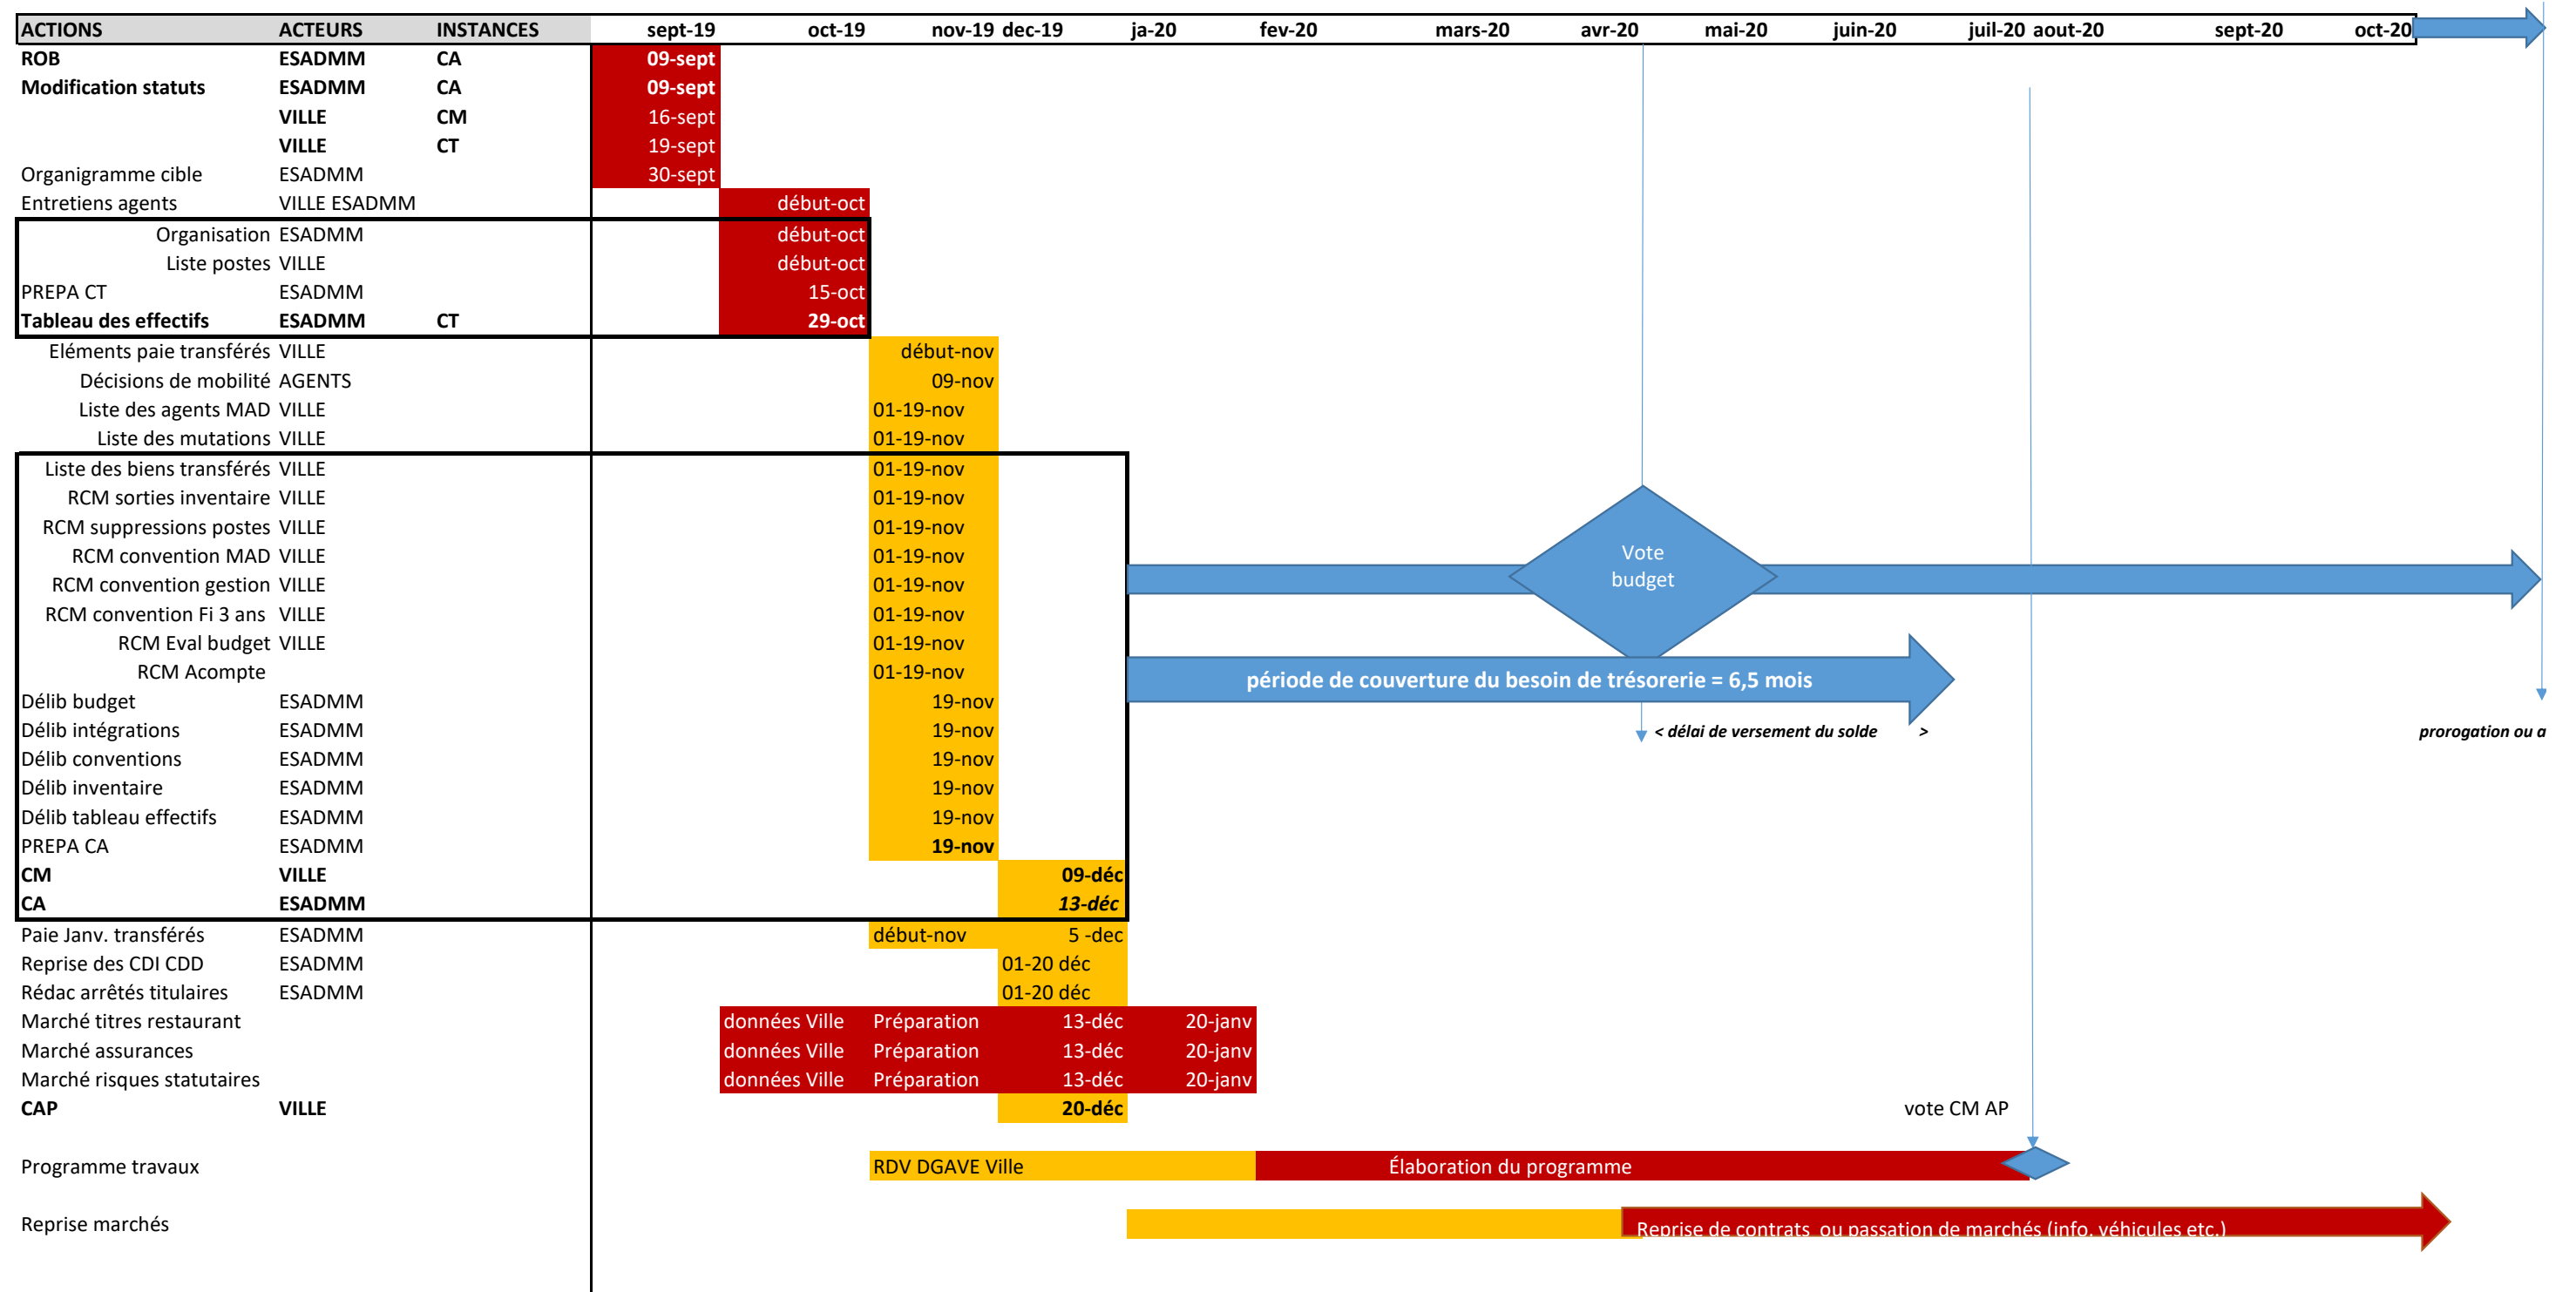 ACTIONS ACTEURS INSTANCES sept-19 oct-19 nov-19 dec-19 ja-20 fev-20 mars-20 avr-20 mai-20 juin-20 juil-20 aout-20 sept-20 oct-20
ROB ESADMM CA 09-sept
Modification statuts ESADMM CA 09-sept
VILLE CM 16-sept
VILLE CT 19-sept
Organigramme cible ESADMM 30-sept
Entretiens agents VILLE ESADMM début-oct
Organisation ESADMM début-oct
Liste postes VILLE début-oct
PREPA CT ESADMM 15-oct
Tableau des effectifs ESADMM CT 29-oct
Eléments paie transférés VILLE début-nov
Décisions de mobilité AGENTS 09-nov
Liste des agents MAD VILLE 01-19-nov
Liste des mutations VILLE 01-19-nov
Liste des biens transférés VILLE 01-19-nov
RCM sorties inventaire VILLE 01-19-nov
RCM suppressions postes VILLE 01-19-nov
RCM convention MAD VILLE 01-19-nov
Vote
budget
RCM convention gestion VILLE 01-19-nov
RCM convention Fi 3 ans VILLE 01-19-nov
RCM Eval budget VILLE 01-19-nov
RCM Acompte 01-19-nov
période de couverture du besoin de trésorerie = 6,5 mois
Délib budget ESADMM 19-nov
Délib intégrations ESADMM 19-nov < délai de versement du solde > prorogation ou a
Délib conventions ESADMM 19-nov
Délib inventaire ESADMM 19-nov
Délib tableau effectifs ESADMM 19-nov
PREPA CA ESADMM 19-nov
CM VILLE 09-déc
CA ESADMM 13-déc
Paie Janv. transférés ESADMM début-nov 5 -dec
Reprise des CDI CDD ESADMM 01-20 déc
Rédac arrêtés titulaires ESADMM 01-20 déc
Marché titres restaurant données Ville Préparation 13-déc 20-janv
Marché assurances données Ville Préparation 13-déc 20-janv
Marché risques statutaires données Ville Préparation 13-déc 20-janv
CAP VILLE 20-déc vote CM AP
Programme travaux RDV DGAVE Ville Élaboration du programme
Reprise marchés Reprise de contrats ou passation de marchés (info, véhicules etc.)